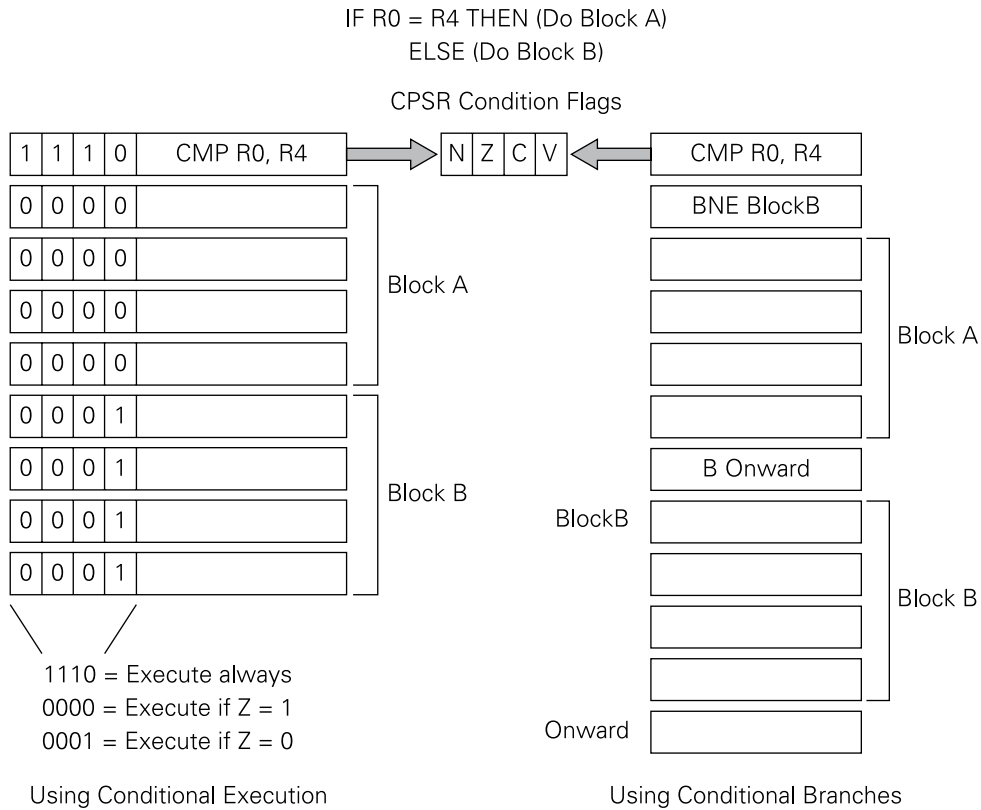 IF R0 = R4 THEN (Do Block A)
ELSE (Do Block B)
CPSR Condition Flags
1 1 1 0 CMP R0, R4
N Z C V
CMP R0, R4
0 0 0 0
BNE BlockB
0 0 0 0
0 0 0 0
0 0 0 0
Block A
Block A
0 0 0 1
0 0 0 1
B Onward
0 0 0 1
0 0 0 1
Block B
BlockB
Block B
1110 = Execute always
0000 = Execute if Z = 1
0001 = Execute if Z = 0
Onward
Using Conditional Execution
Using Conditional Branches